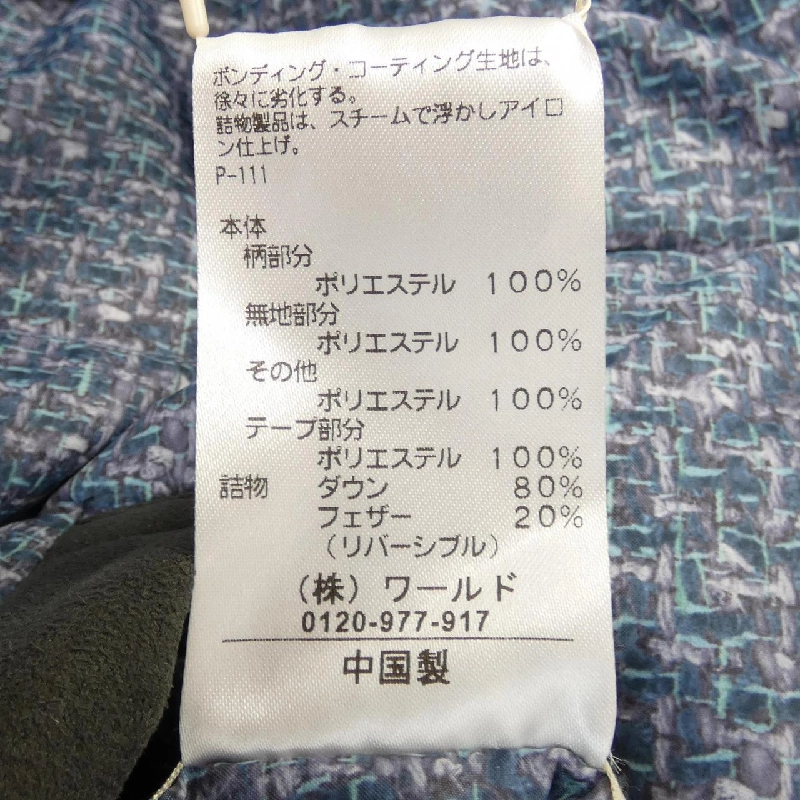 ボンディング・コーティング生地は、
徐々に劣化する。
詰物製品は、スチームで浮かしアイロ
ン仕上げ。
P-111
本体
柄部分
ポリエステル 100%
無地部分
ポリエステル 100%
その他
ポリエステル 100%
テープ部分
ポリエステル 100%
詰物 ダウン 80%
フェザー 20%
（リバーシブル）
（株）ワールド
0120-977-917
中国製